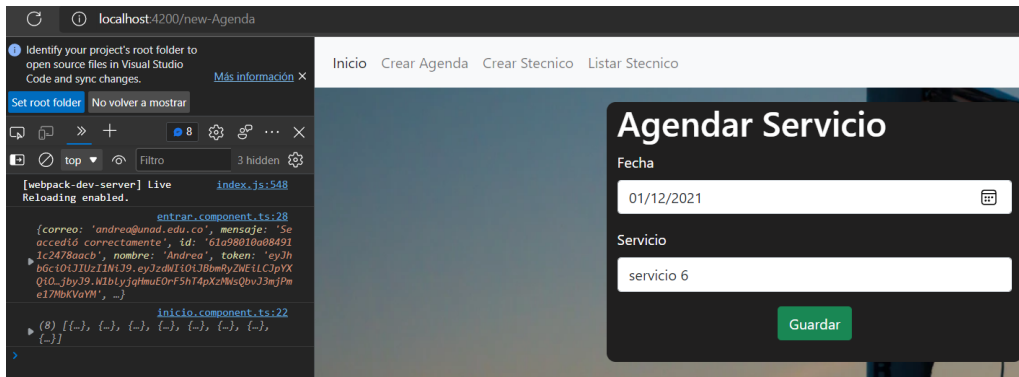 localhost:4200/new-Agenda
Identify your project's root folder to
open source files in Visual Studio
Code and sync changes.
Más información
Set root folder
No volver a mostrar
8
top
Filtro
3 hidden
[webpack-dev-server] Live
Reloading enabled.
index.js:548
entrar.component.ts:28
{correo: 'andrea@unad.edu.co', mensaje: 'Se
accedió correctamente', id: '61a98010a08491
1c2478aacb', nombre: 'Andrea', token: 'eyJh
bGciOiJIUzI1NiJ9.eyJzdWIiOiJBbmRyZWEiLCJpYX
QiO…jbyJ9.W1bLyjqHmuEOrF5hT4pXzMWsQbvJ3mjPm
e17MbKVaYM', …}
inicio.component.ts:22
(8) [{…}, {…}, {…}, {…}, {…}, {…}, {…},
{…}]
Inicio Crear Agenda Crear Stecnico Listar Stecnico
Agendar Servicio
Fecha
01/12/2021
Servicio
servicio 6
Guardar